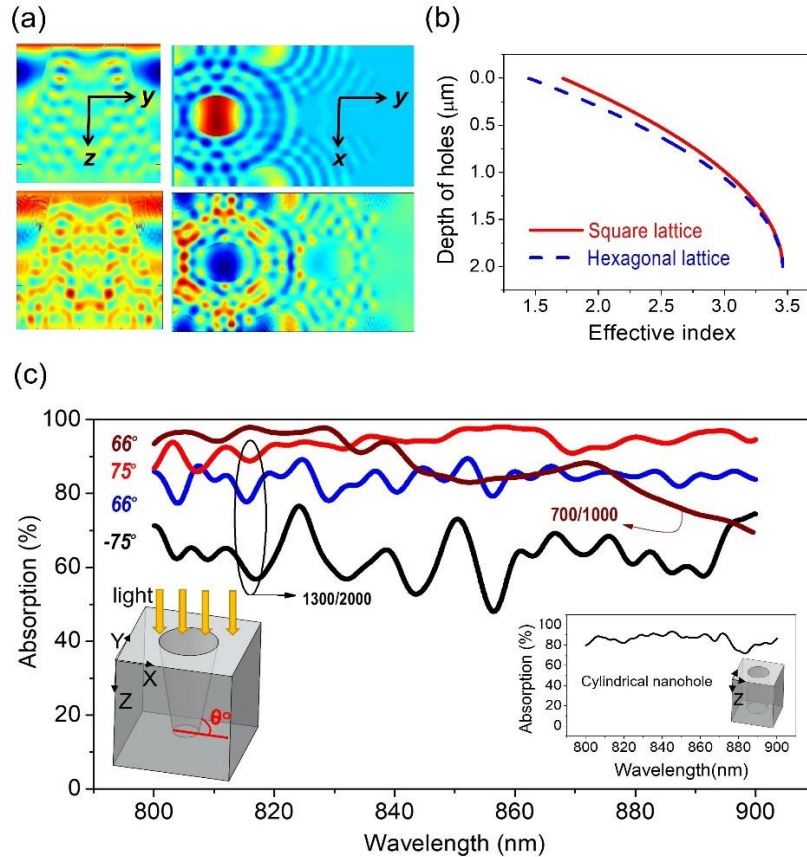 (a)
y
z
y
x
(b)
Depth of holes (μm)
0.0
0.5
1.0
1.5
2.0
Square lattice
Hexagonal lattice
1.5 2.0 2.5 3.0 3.5
Effective index
(c)
Absorption (%)
100
80
60
40
20
0
66°
75°
66°
-75°
700/1000
1300/2000
light
Y
X
Z
θ°
Absorption (%)
100
80
60
40
20
0
Cylindrical nanohole
Z
800 820 840 860 880 900
Wavelength(nm)
800 820 840 860 880 900
Wavelength (nm)